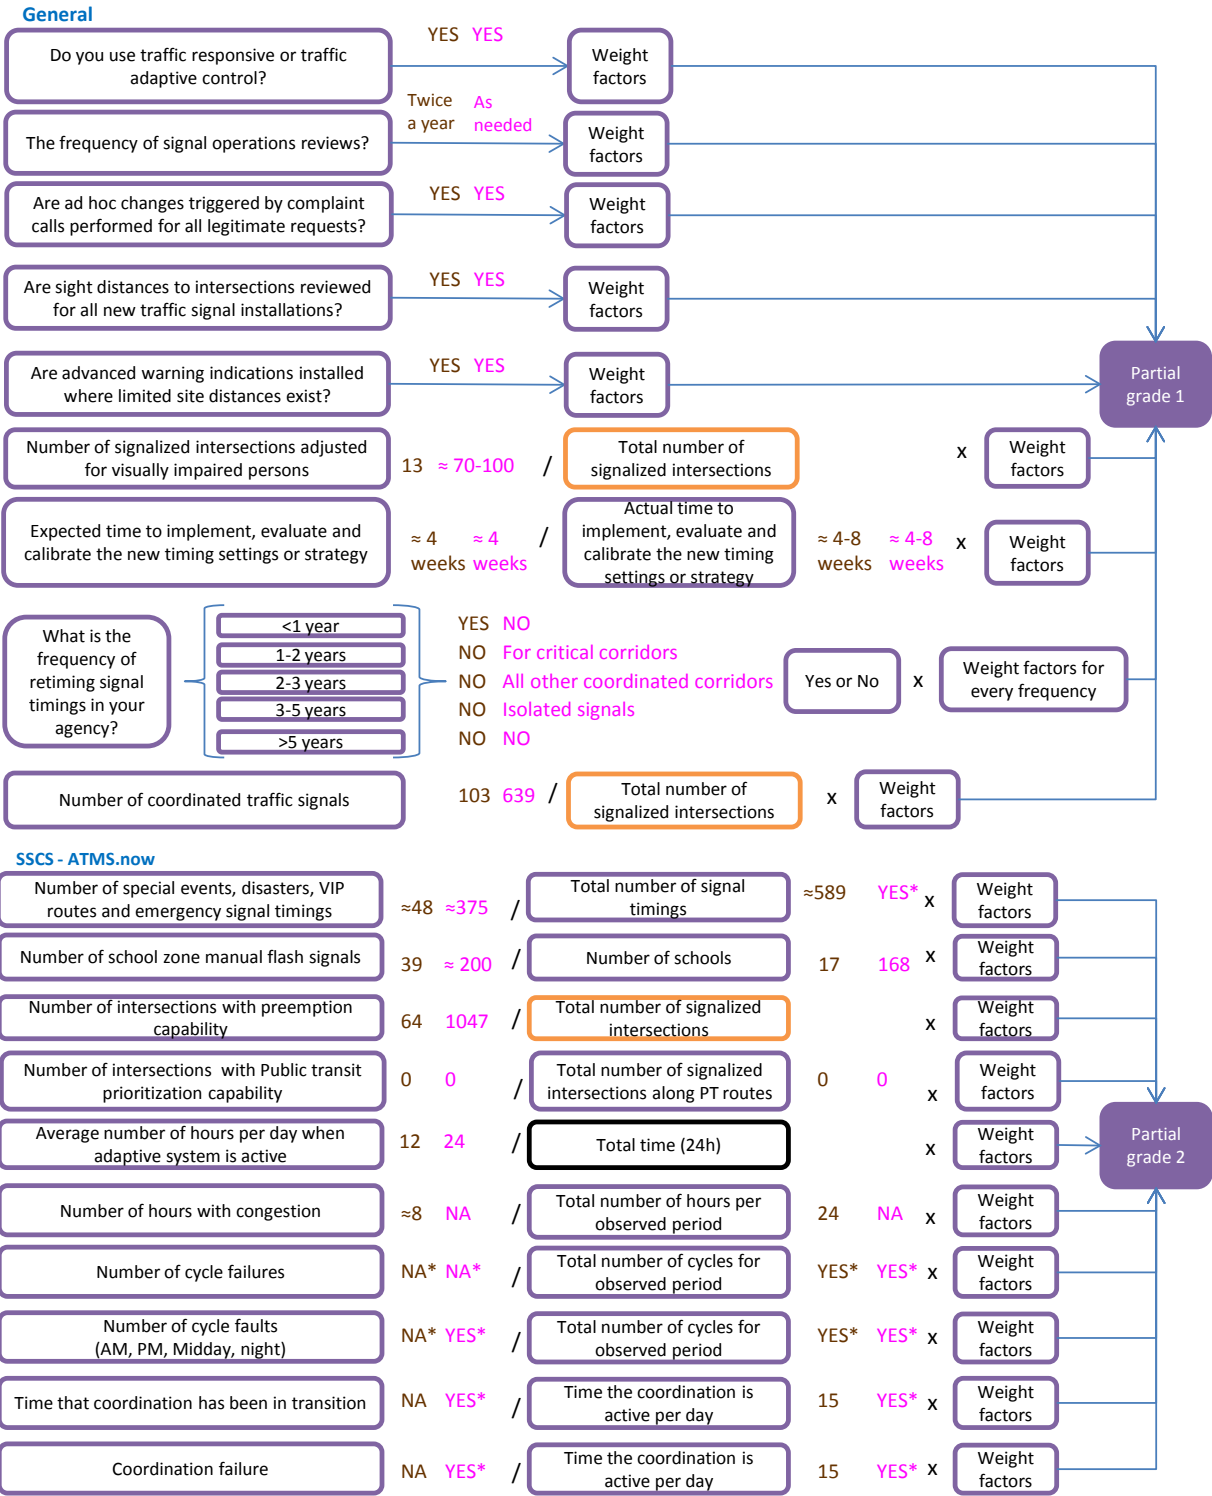 General
Do you use traffic responsive or traffic
adaptive control?
YES YES
Weight
factors
The frequency of signal operations reviews?
Twice
a year
As
needed
Weight
factors
Are ad hoc changes triggered by complaint
calls performed for all legitimate requests?
YES YES
Weight
factors
Are sight distances to intersections reviewed
for all new traffic signal installations?
YES YES
Weight
factors
Are advanced warning indications installed
where limited site distances exist?
YES YES
Weight
factors
Partial
grade 1
Number of signalized intersections adjusted
for visually impaired persons
13 ≈ 70-100 /
Total number of
signalized intersections
x
Weight
factors
Expected time to implement, evaluate and
calibrate the new timing settings or strategy
≈ 4
weeks
≈ 4
weeks
/
Actual time to
implement, evaluate and
calibrate the new timing
settings or strategy
≈ 4-8
weeks
≈ 4-8
weeks
x
Weight
factors
What is the
frequency of
retiming signal
timings in your
agency?
<1 year
1-2 years
2-3 years
3-5 years
>5 years
YES NO
NO For critical corridors
NO All other coordinated corridors
NO Isolated signals
NO NO
Yes or No
x
Weight factors for
every frequency
Number of coordinated traffic signals
103 639 /
Total number of
signalized intersections
x
Weight
factors
SSCS - ATMS.now
Number of special events, disasters, VIP
routes and emergency signal timings
≈48 ≈375 /
Total number of signal
timings
≈589 YES* x
Weight
factors
Number of school zone manual flash signals
39 ≈ 200 /
Number of schools
17 168 x
Weight
factors
Number of intersections with preemption
capability
64 1047 /
Total number of signalized
intersections
x
Weight
factors
Number of intersections with Public transit
prioritization capability
0 0 /
Total number of signalized
intersections along PT routes
0 0 x
Weight
factors
Average number of hours per day when
adaptive system is active
12 24 /
Total time (24h)
x
Weight
factors
Partial
grade 2
Number of hours with congestion
≈8 NA /
Total number of hours per
observed period
24 NA x
Weight
factors
Number of cycle failures
NA* NA* /
Total number of cycles for
observed period
YES* YES* x
Weight
factors
Number of cycle faults
(AM, PM, Midday, night)
NA* YES* /
Total number of cycles for
observed period
YES* YES* x
Weight
factors
Time that coordination has been in transition
NA YES* /
Time the coordination is
active per day
15 YES* x
Weight
factors
Coordination failure
NA YES* /
Time the coordination is
active per day
15 YES* x
Weight
factors